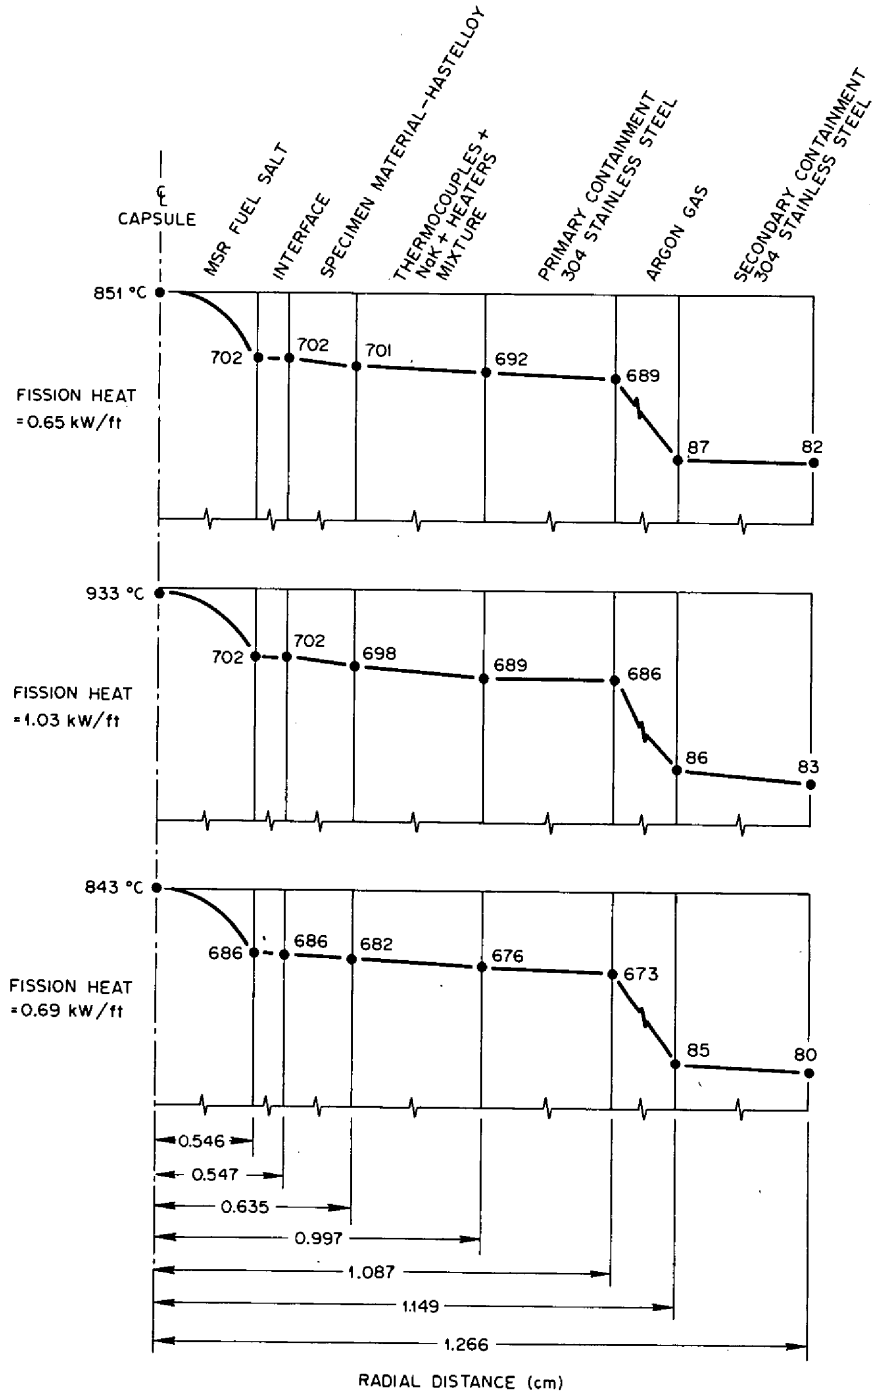 ℄
CAPSULE
MSR FUEL SALT
INTERFACE
SPECIMEN MATERIAL-HASTELLOY
THERMOCOUPLES +
NaK + HEATERS
MIXTURE
PRIMARY CONTAINMENT
304 STAINLESS STEEL
ARGON GAS
SECONDARY CONTAINMENT
304 STAINLESS STEEL
851 °C
702
702
701
692
689
87
82
FISSION HEAT
=0.65 kW/ft
933 °C
702
702
698
689
686
86
83
FISSION HEAT
=1.03 kW/ft
843 °C
686
686
682
676
673
85
80
FISSION HEAT
=0.69 kW/ft
0.546
0.547
0.635
0.997
1.087
1.149
1.266
RADIAL DISTANCE (cm)